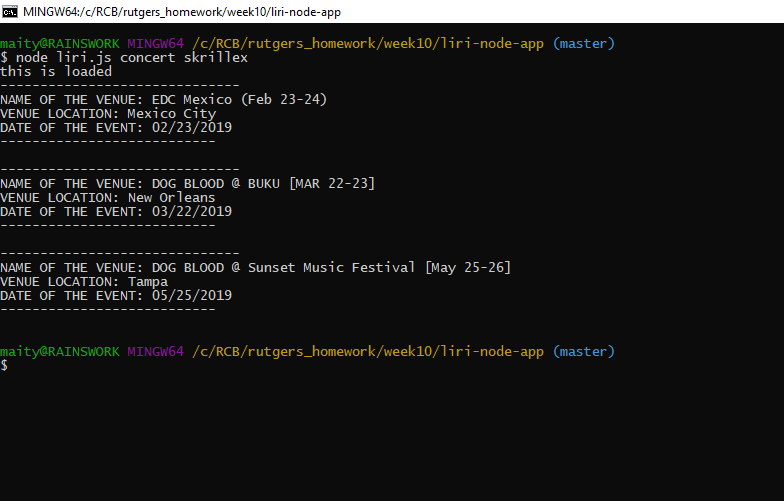 MINGW64:/c/RCB/rutgers_homework/week10/liri-node-app
maity@RAINSWORK MINGW64 /c/RCB/rutgers_homework/week10/liri-node-app (master)
$ node liri.js concert skrillex
this is loaded
------------------------------
NAME OF THE VENUE: EDC Mexico (Feb 23-24)
VENUE LOCATION: Mexico City
DATE OF THE EVENT: 02/23/2019
---------------------------
------------------------------
NAME OF THE VENUE: DOG BLOOD @ BUKU [MAR 22-23]
VENUE LOCATION: New Orleans
DATE OF THE EVENT: 03/22/2019
---------------------------
------------------------------
NAME OF THE VENUE: DOG BLOOD @ Sunset Music Festival [May 25-26]
VENUE LOCATION: Tampa
DATE OF THE EVENT: 05/25/2019
---------------------------
maity@RAINSWORK MINGW64 /c/RCB/rutgers_homework/week10/liri-node-app (master)
$